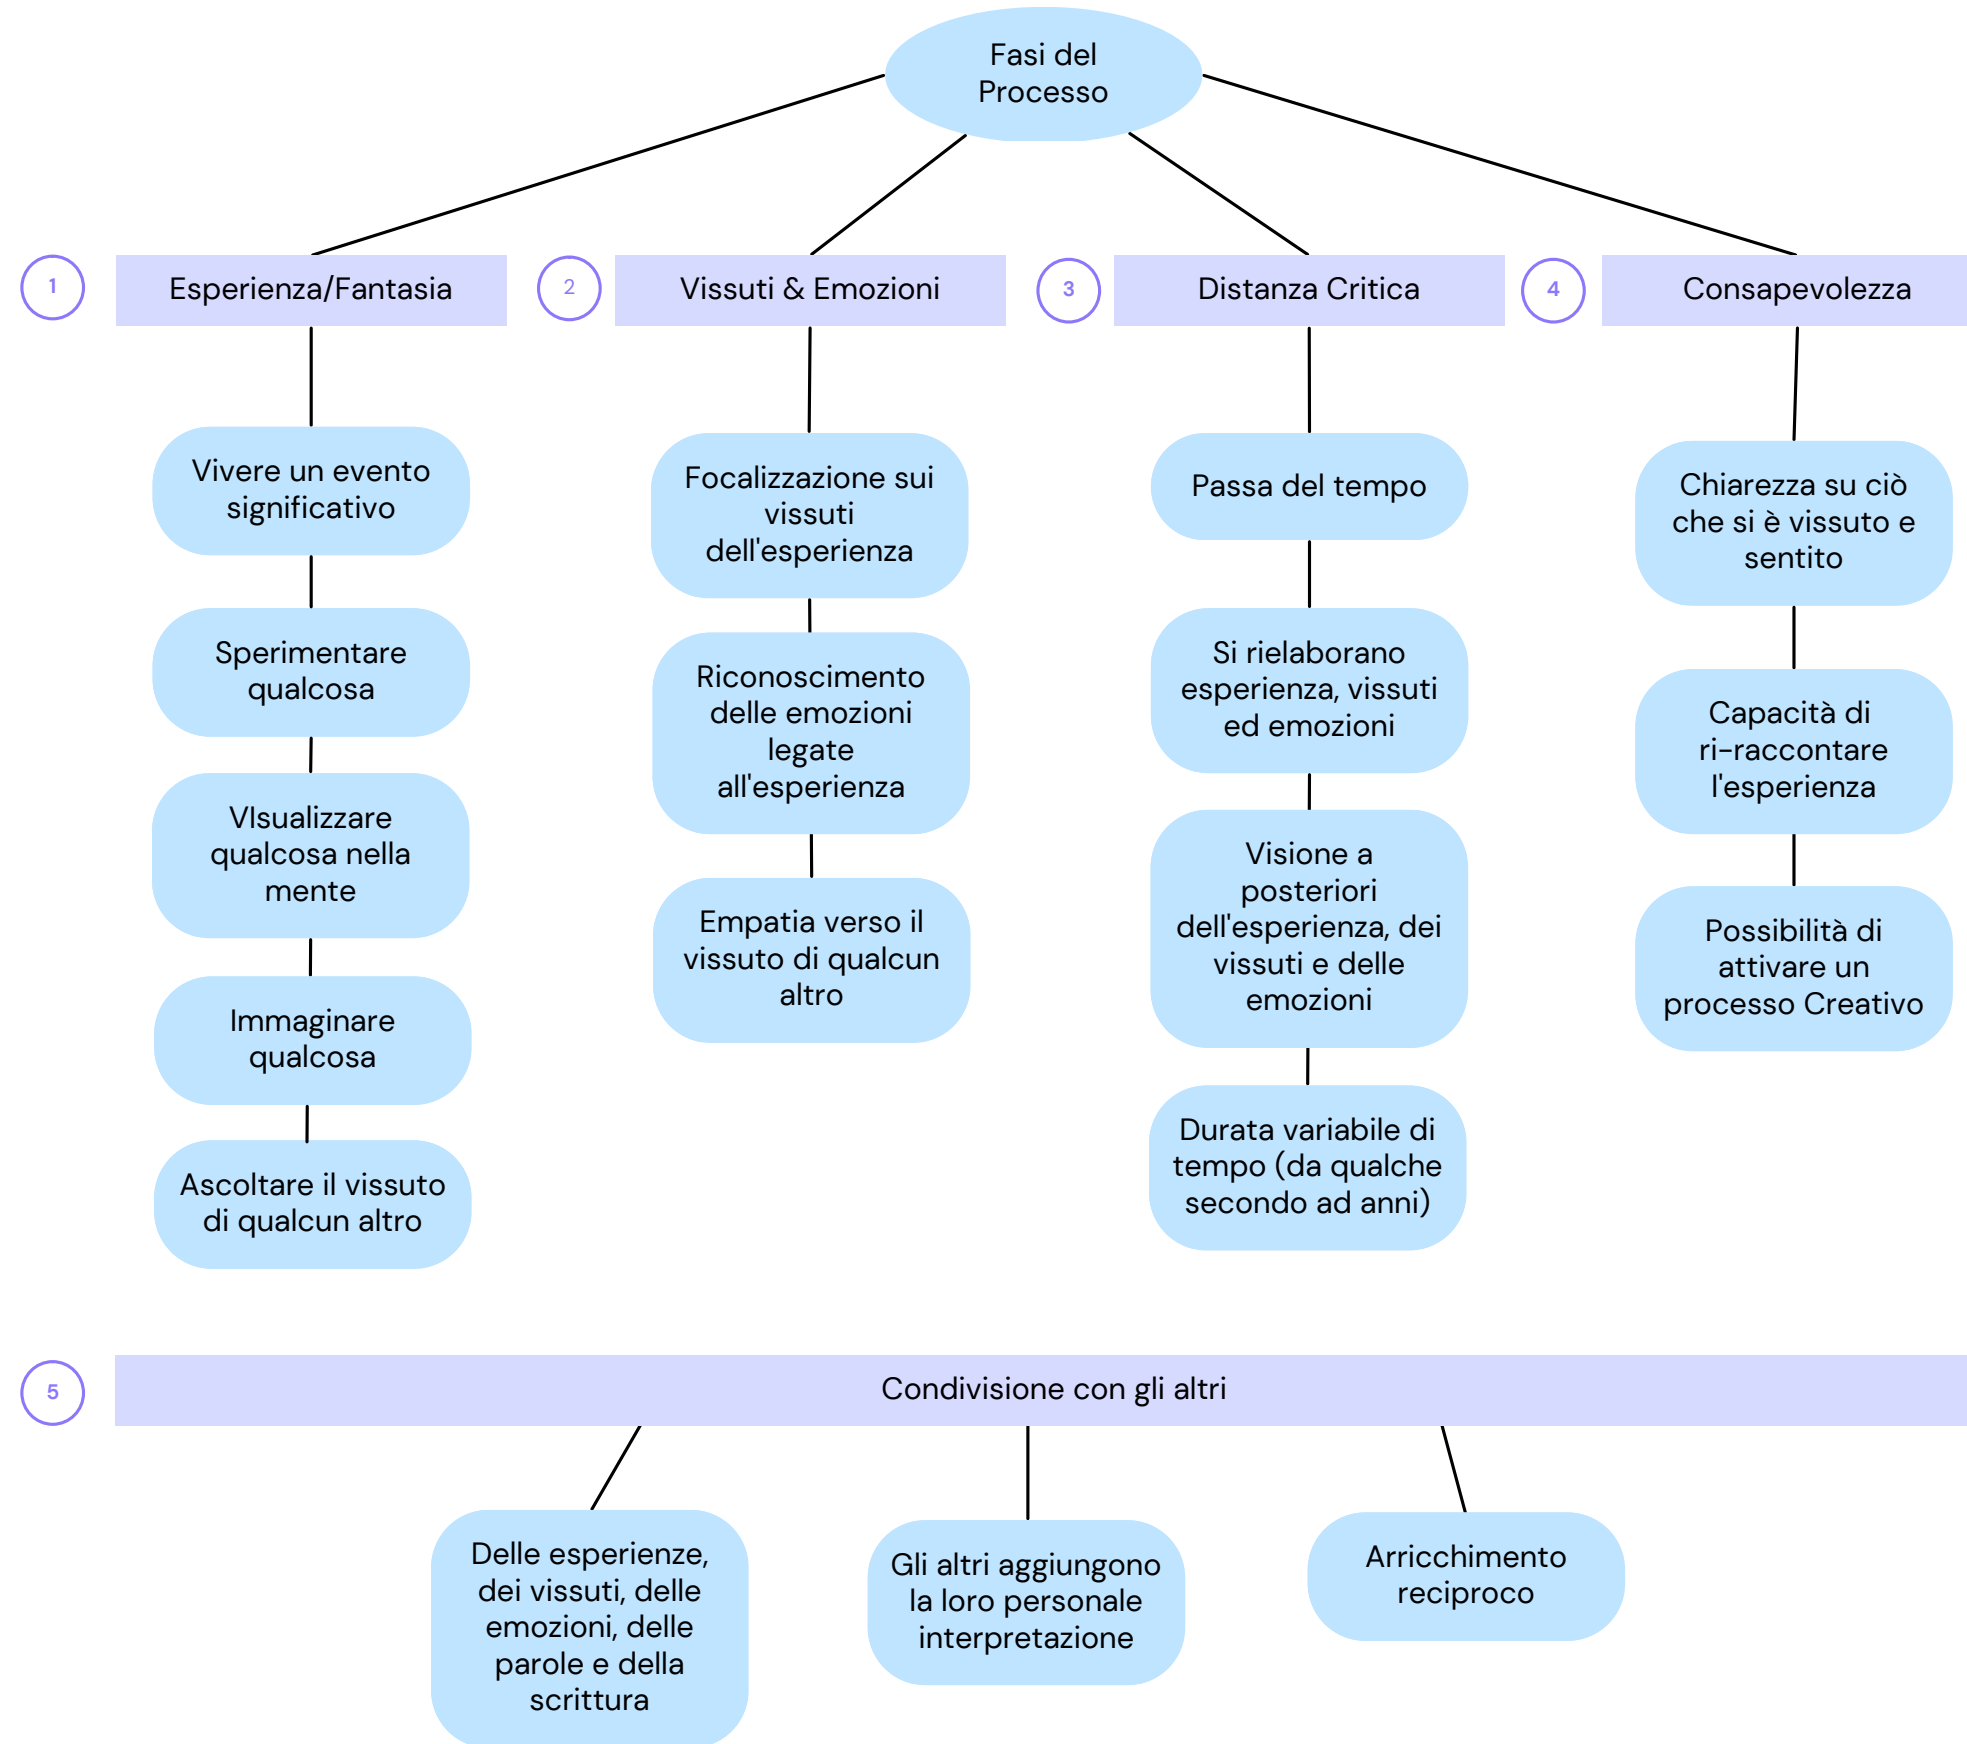 Fasi del
Processo
1
Esperienza/Fantasia
Vivere un evento
significativo
Sperimentare
qualcosa
VIsualizzare
qualcosa nella
mente
Immaginare
qualcosa
Ascoltare il vissuto
di qualcun altro
2
Vissuti & Emozioni
Focalizzazione sui
vissuti
dell'esperienza
Riconoscimento
delle emozioni
legate
all'esperienza
Empatia verso il
vissuto di qualcun
altro
3
Distanza Critica
Passa del tempo
Si rielaborano
esperienza, vissuti
ed emozioni
Visione a
posteriori
dell'esperienza, dei
vissuti e delle
emozioni
Durata variabile di
tempo (da qualche
secondo ad anni)
4
Consapevolezza
Chiarezza su ciò
che si è vissuto e
sentito
Capacità di
ri-raccontare
l'esperienza
Possibilità di
attivare un
processo Creativo
5
Condivisione con gli altri
Delle esperienze,
dei vissuti, delle
emozioni, delle
parole e della
scrittura
Gli altri aggiungono
la loro personale
interpretazione
Arricchimento
reciproco